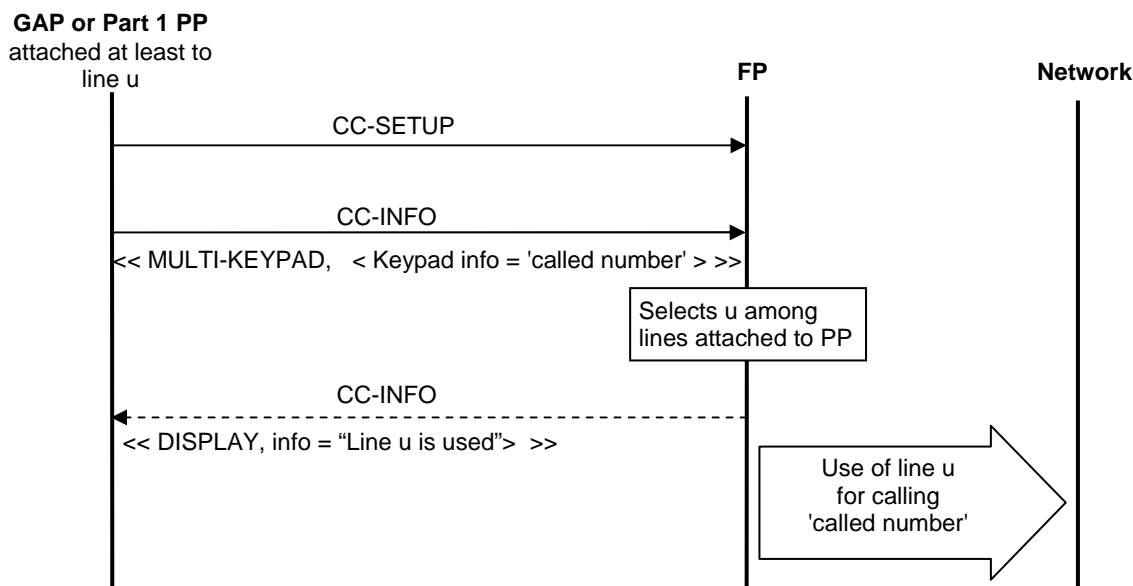 GAP or Part 1 PP
attached at least to
line u
FP
Network
CC-SETUP
CC-INFO
<< MULTI-KEYPAD, < Keypad info = 'called number' > >>
Selects u among
lines attached to PP
CC-INFO
<< DISPLAY, info = “Line u is used”> >>
Use of line u
for calling
'called number'